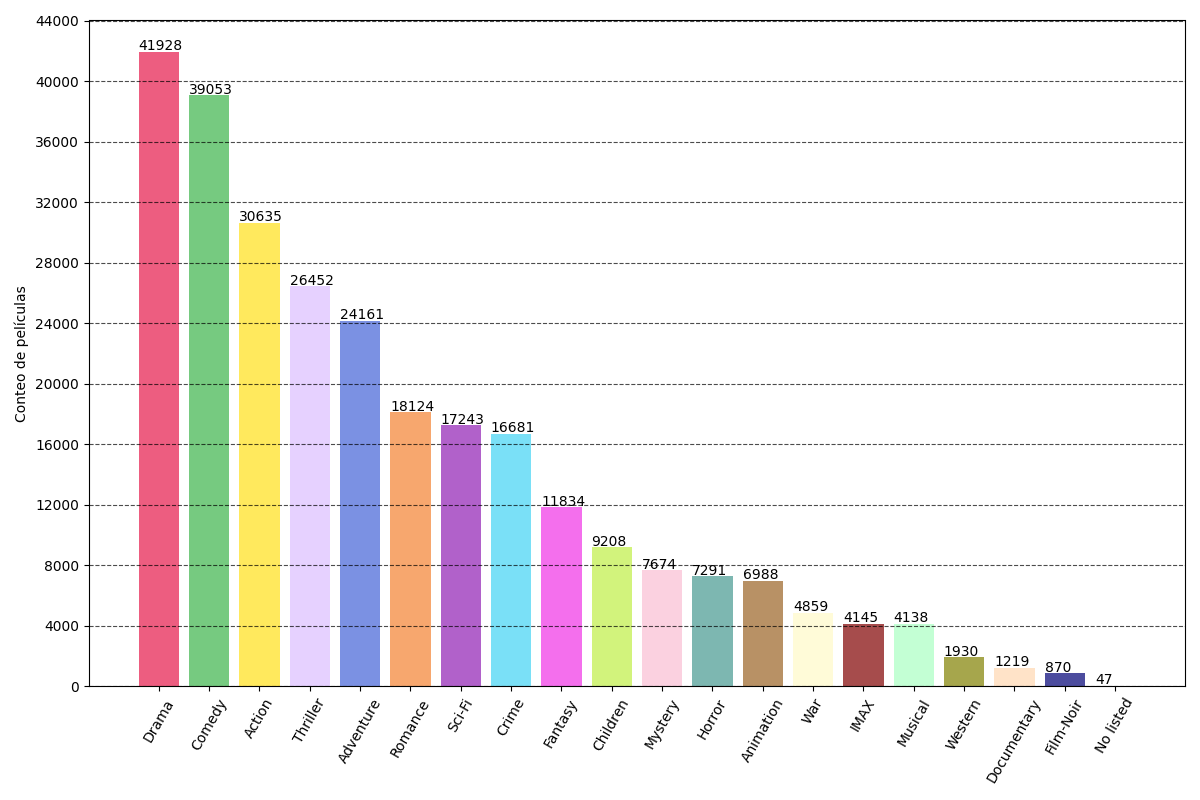 44000
40000
36000
32000
28000
24000
20000
16000
12000
8000
4000
0
Conteo de películas
41928
39053
30635
26452
24161
18124
17243
16681
11834
9208
7674
7291
6988
4859
4145
4138
1930
1219
870
47
Drama
Comedy
Action
Thriller
Adventure
Romance
Sci-Fi
Crime
Fantasy
Children
Mystery
Horror
Animation
War
IMAX
Musical
Western
Documentary
Film-Noir
No listed